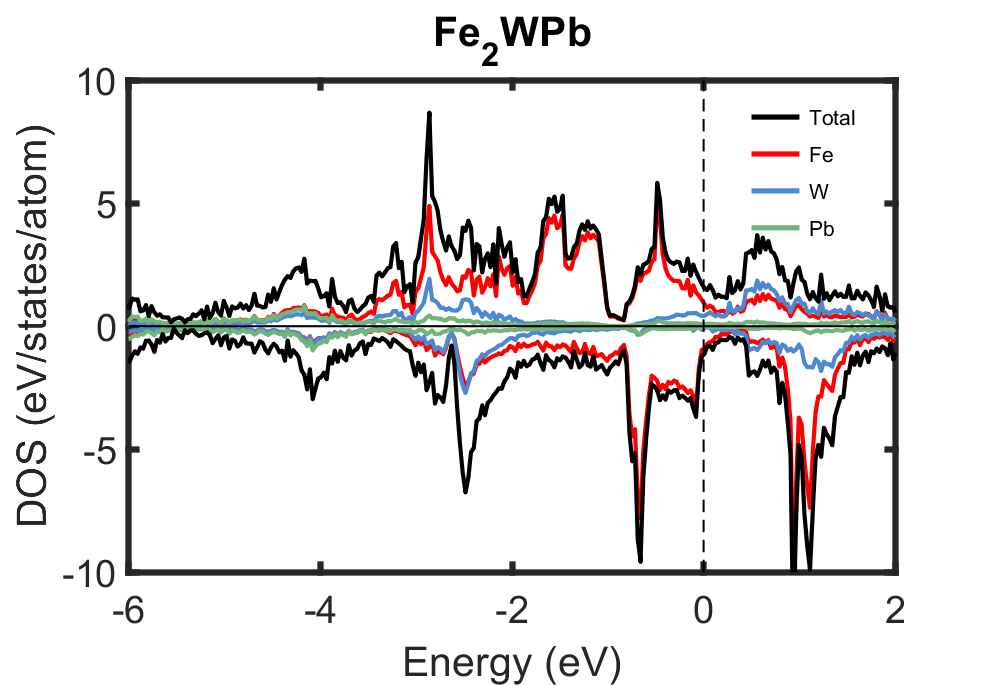 Fe₂WPb
DOS (eV/states/atom)
10
5
0
-5
-10
Total
Fe
W
Pb
-6 -4 -2 0 2
Energy (eV)